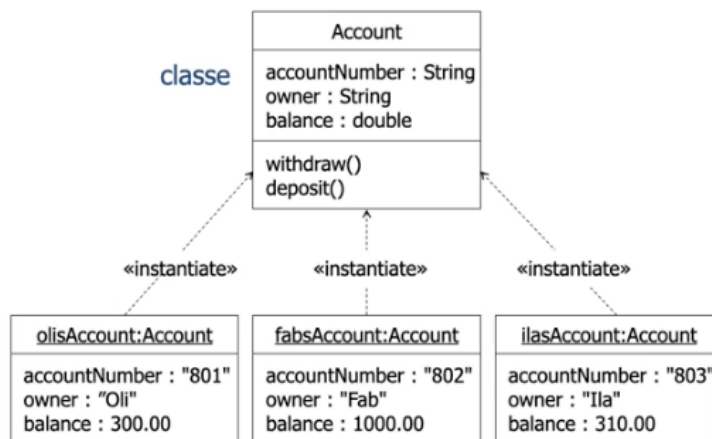 Account
classe
accountNumber : String
owner : String
balance : double
withdraw()
deposit()
«instantiate»
«instantiate»
«instantiate»
olisAccount:Account
accountNumber : "801"
owner : "Oli"
balance : 300.00
fabsAccount:Account
accountNumber : "802"
owner : "Fab"
balance : 1000.00
ilasAccount:Account
accountNumber : "803"
owner : "Ila"
balance : 310.00